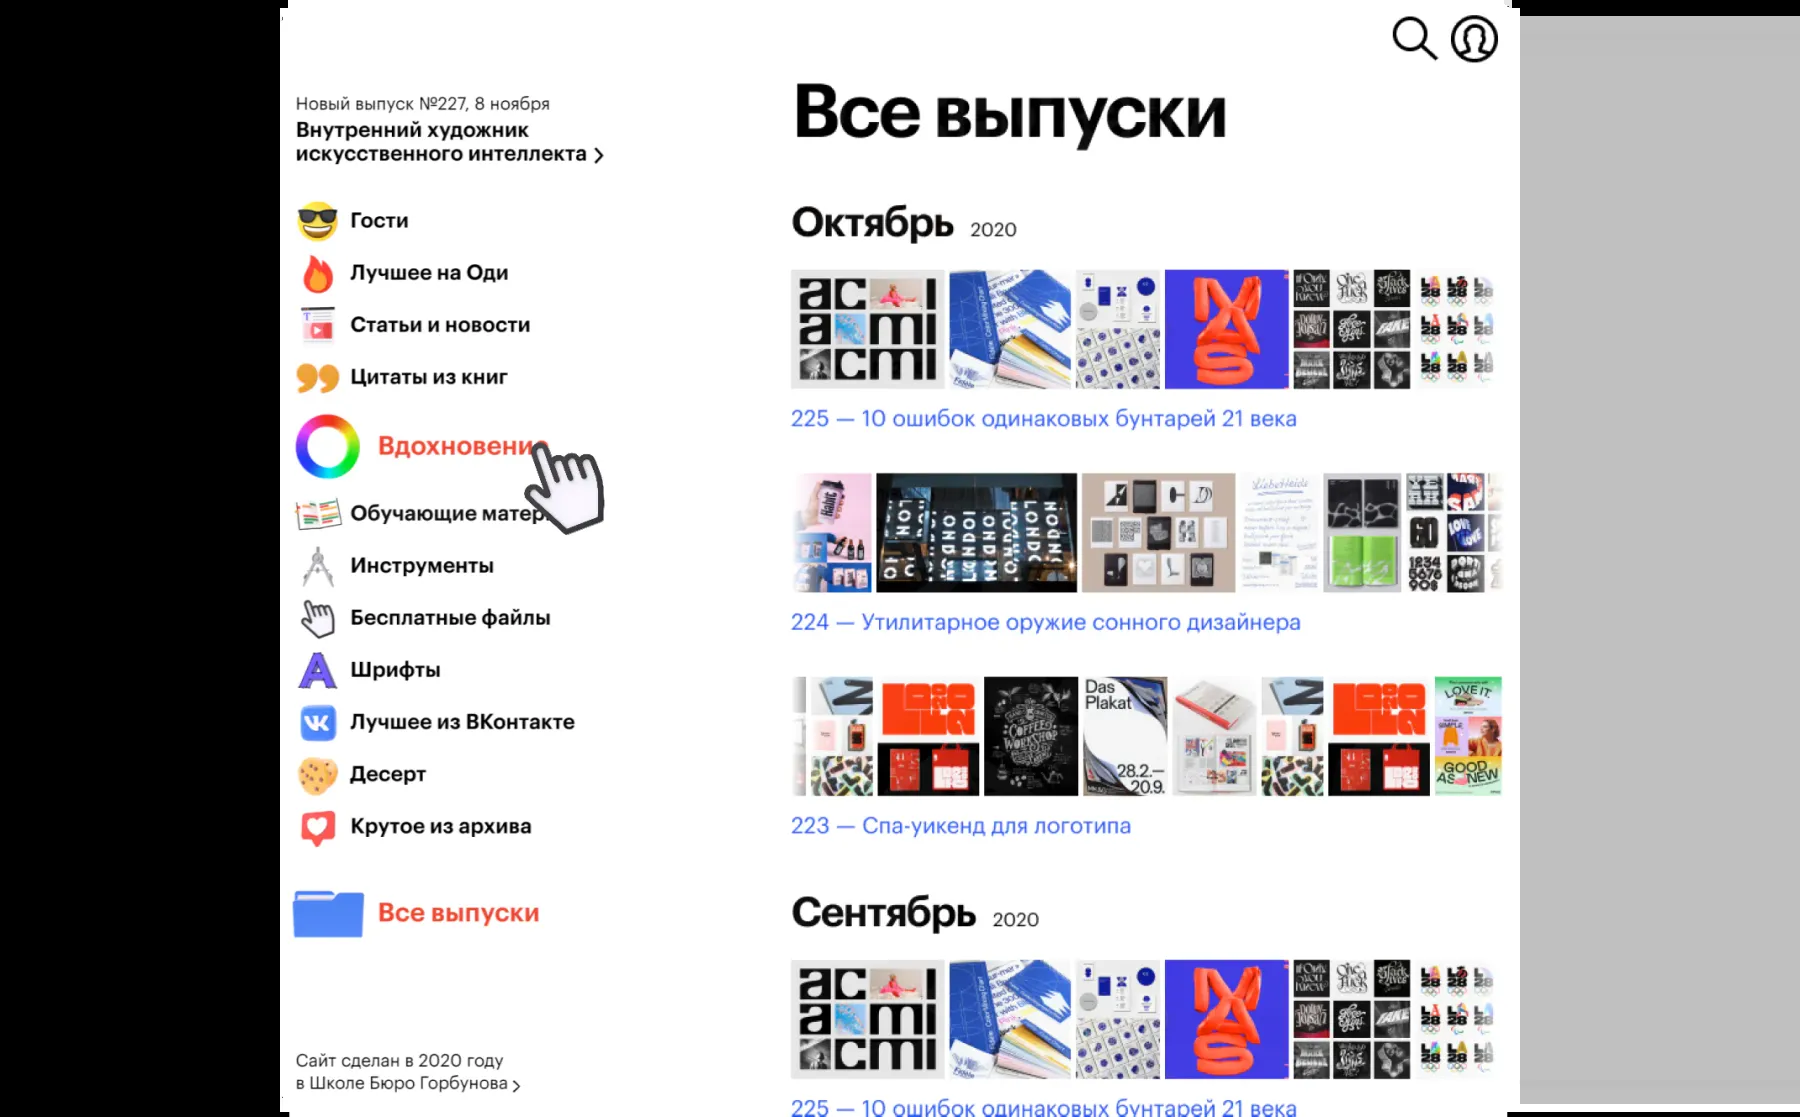 Новый выпуск №227, 8 ноября
Внутренний художник
искусственного интеллекта
Гости
Лучшее на Оди
Статьи и новости
Цитаты из книг
Вдохновение
Обучающие
Инструменты
Бесплатные файлы
Шрифты
Лучшее из ВКонтакте
Десерт
Крутое из архива
Все выпуски
Сайт сделан в 2020 году
в Школе Бюро Горбунова
Все выпуски
Октябрь 2020
225 — 10 ошибок одинаковых бунтарей 21 века
224 — Утилитарное оружие сонного дизайнера
Das
Plakat
28.2.—
20.9.
COFFEE
WORKSHOP
LOVE IT.
SIMPLE
GOOD
AS NEW
223 — Спа-уикенд для логотипа
Сентябрь 2020
225 — 10 ошибок одинаковых бунтарей 21 века